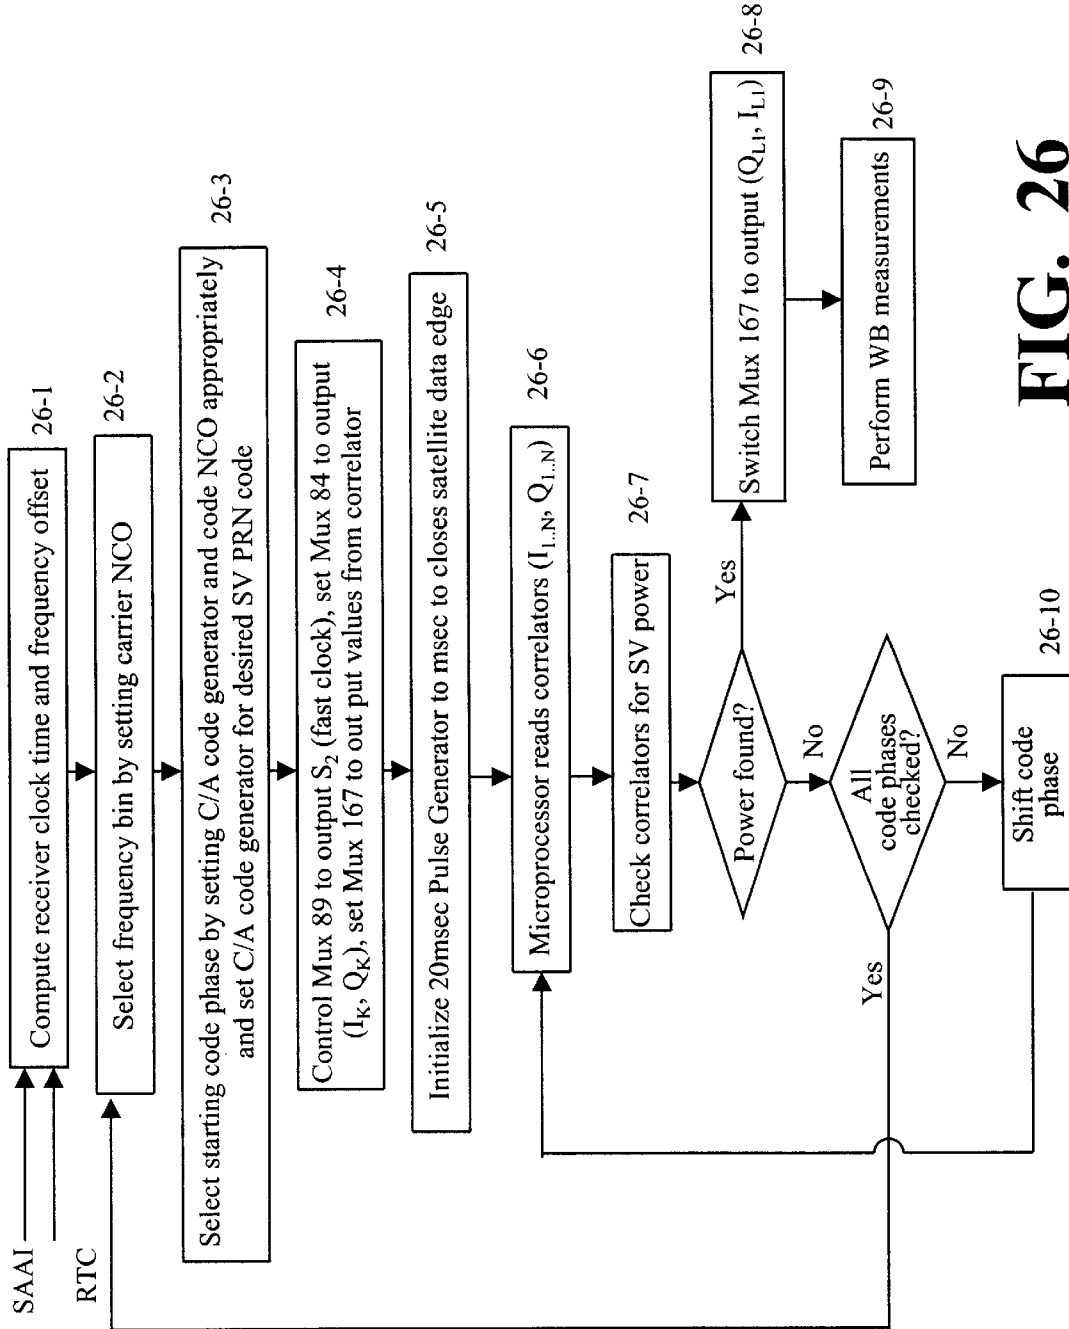 SAAI
RTC
Compute receiver clock time and frequency offset
26-1
Select frequency bin by setting carrier NCO
26-2
Select starting code phase by setting C/A code generator and code NCO appropriately
and set C/A code generator for desired SV PRN code
26-3
Control Mux 89 to output S2 (fast clock), set Mux 84 to output
(IK, QK), set Mux 167 to out put values from correlator
26-4
Initialize 20msec Pulse Generator to msec to closes satellite data edge
26-5
Microprocessor reads correlators (I1..N, Q1..N)
26-6
Check correlators for SV power
26-7
Power found?
Yes
No
Switch Mux 167 to output (QL1, IL1)
26-8
Perform WB measurements
26-9
All
code phases
checked?
Yes
No
Shift code
phase
26-10
FIG. 26